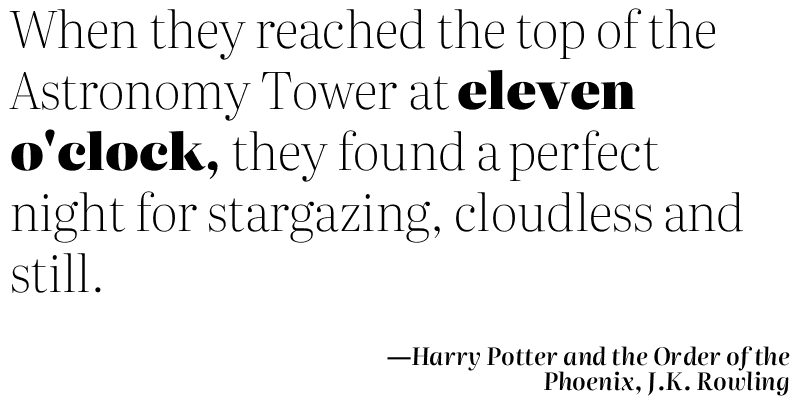 When they reached the top of the
Astronomy Tower at eleven
o'clock, they found a perfect
night for stargazing, cloudless and
still.
—Harry Potter and the Order of the
Phoenix, J.K. Rowling